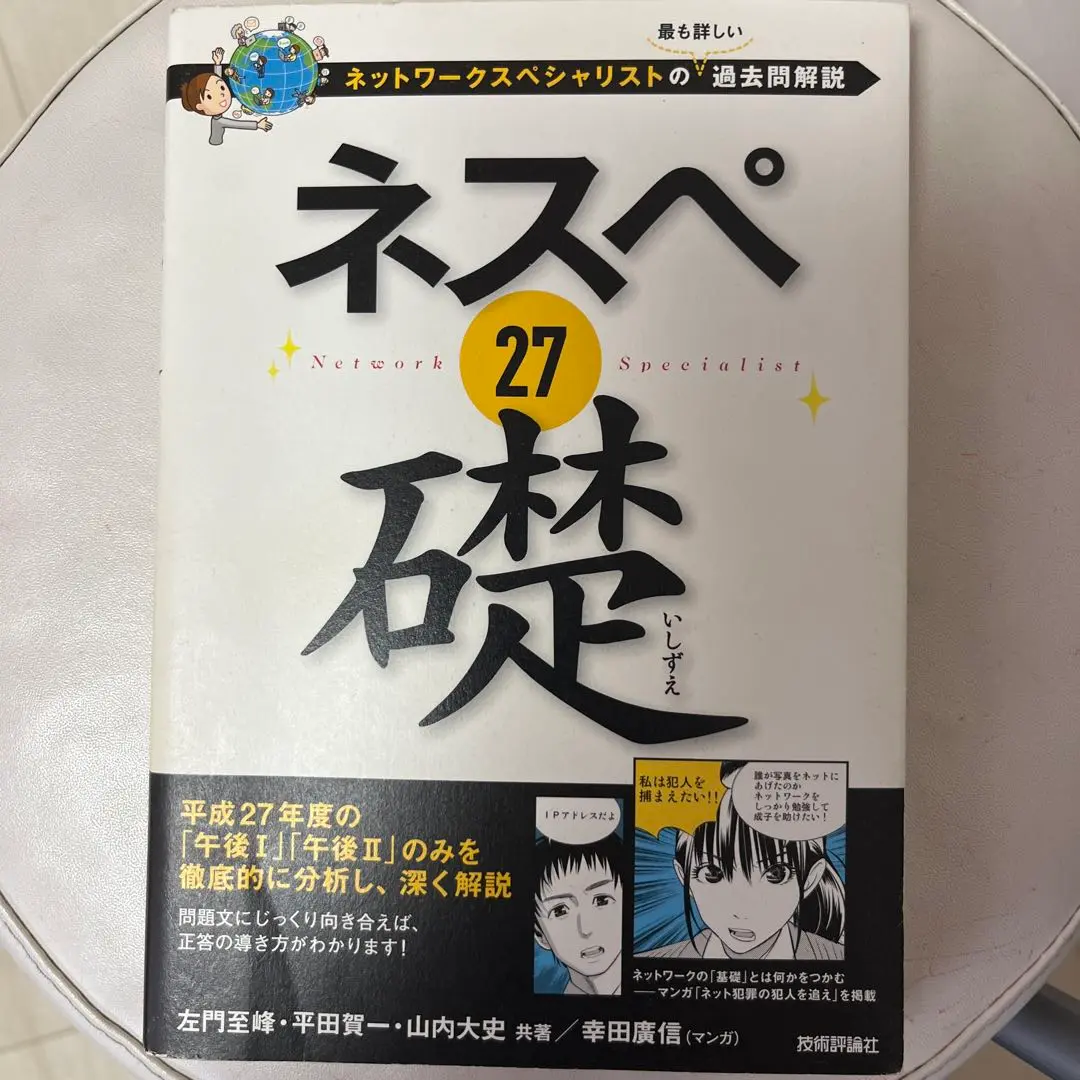 最も詳しい
ネットワークスペシャリストの過去問解説
ネスペ
27
Network Specialist
礎
いしずえ
平成27年度の
「午後Ⅰ」「午後Ⅱ」のみを
徹底的に分析し、深く解説
問題文にじっくり向き合えば、
正答の導き方がわかります!
IPアドレスだよ
私は犯人を
捕まえたい!!
誰が写真をネットに
あげたのか
ネットワークを
しっかり勉強して
成子を助けたい!
ネットワークの「基礎」とは何かをつかむ
──マンガ「ネット犯罪の犯人を追え」を掲載
左門至峰・平田賀一・山内大史 共著/幸田廣信(マンガ)
技術評論社